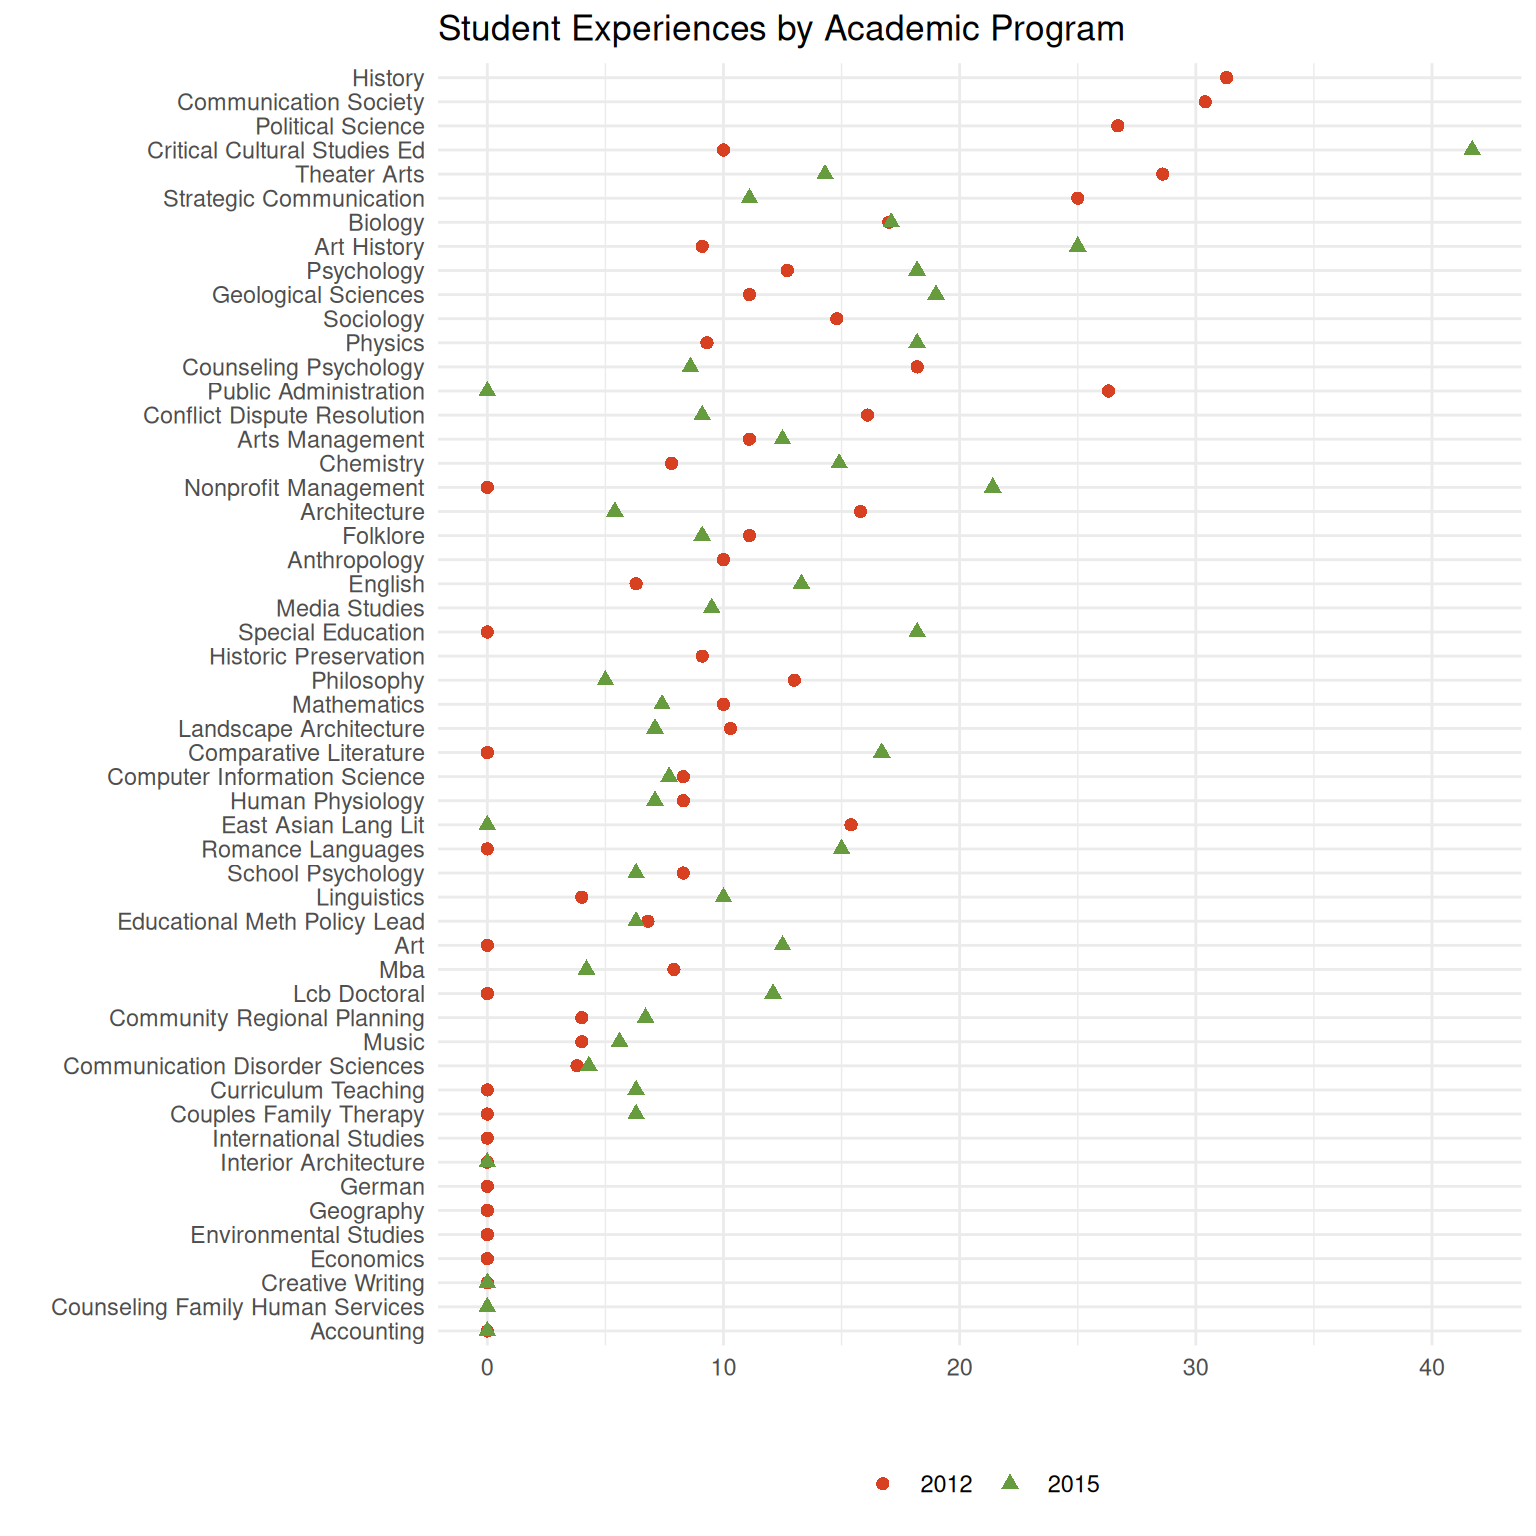 Student Experiences by Academic Program
History
Communication Society
Political Science
Critical Cultural Studies Ed
Theater Arts
Strategic Communication
Biology
Art History
Psychology
Geological Sciences
Sociology
Physics
Counseling Psychology
Public Administration
Conflict Dispute Resolution
Arts Management
Chemistry
Nonprofit Management
Architecture
Folklore
Anthropology
English
Media Studies
Special Education
Historic Preservation
Philosophy
Mathematics
Landscape Architecture
Comparative Literature
Computer Information Science
Human Physiology
East Asian Lang Lit
Romance Languages
School Psychology
Linguistics
Educational Meth Policy Lead
Art
Mba
Lcb Doctoral
Community Regional Planning
Music
Communication Disorder Sciences
Curriculum Teaching
Couples Family Therapy
International Studies
Interior Architecture
German
Geography
Environmental Studies
Economics
Creative Writing
Counseling Family Human Services
Accounting
0 10 20 30 40
2012 2015